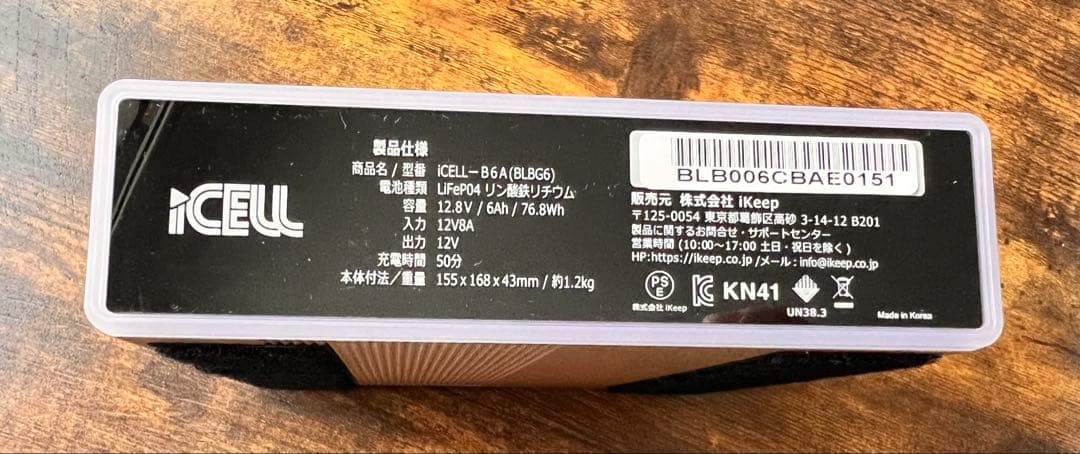 iCELL
製品仕様
商品名 / 型番 iCELL-B6A(BLBG6)
電池種類 LiFeP04 リン酸鉄リチウム
容量 12.8V / 6Ah / 76.8Wh
入力 12V8A
出力 12V
充電時間 50分
本体付法／重量 155 x 168 x 43mm / 約1.2kg
BLB006CBAE0151
販売元 株式会社 iKeep
〒125-0054 東京都葛飾区高砂 3-14-12 B201
製品に関するお問合せ・サポートセンター
営業時間 (10:00~17:00 土日・祝日を除く)
HP:https://ikeep.co.jp /メール : info@ikeep.co.jp
PS
E
株式会社 iKeep
KN41
UN38.3
Made in Korea